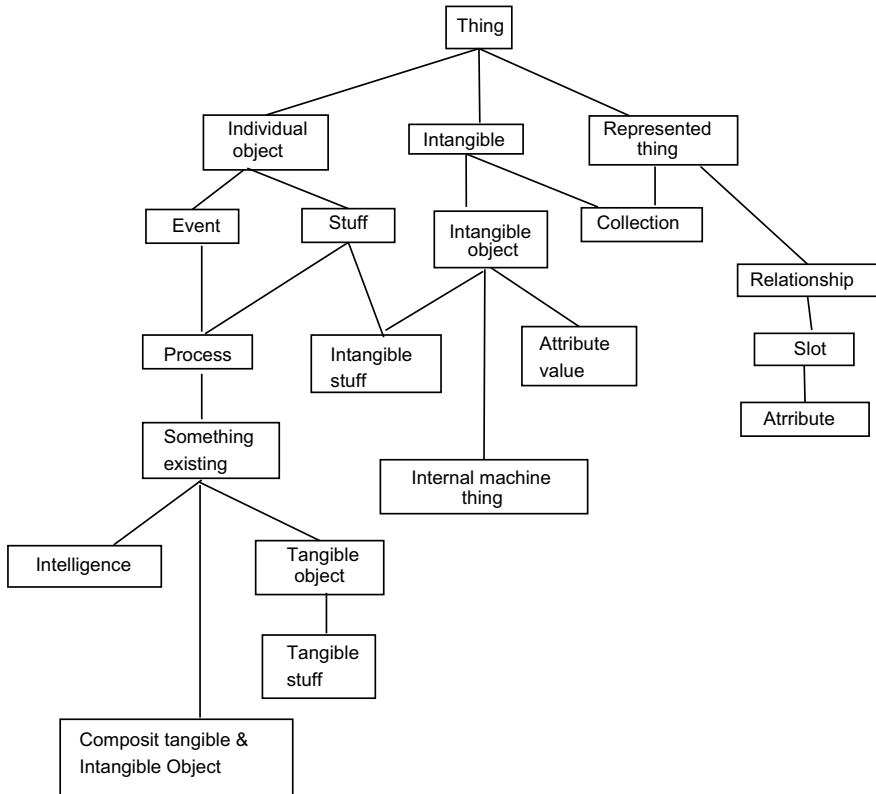 Thing
Individual
object
Intangible
Represented
thing
Event
Stuff
Intangible
object
Collection
Relationship
Process
Intangible
stuff
Attribute
value
Slot
Atrribute
Something
existing
Internal machine
thing
Intelligence
Tangible
object
Tangible
stuff
Composit tangible &
Intangible Object